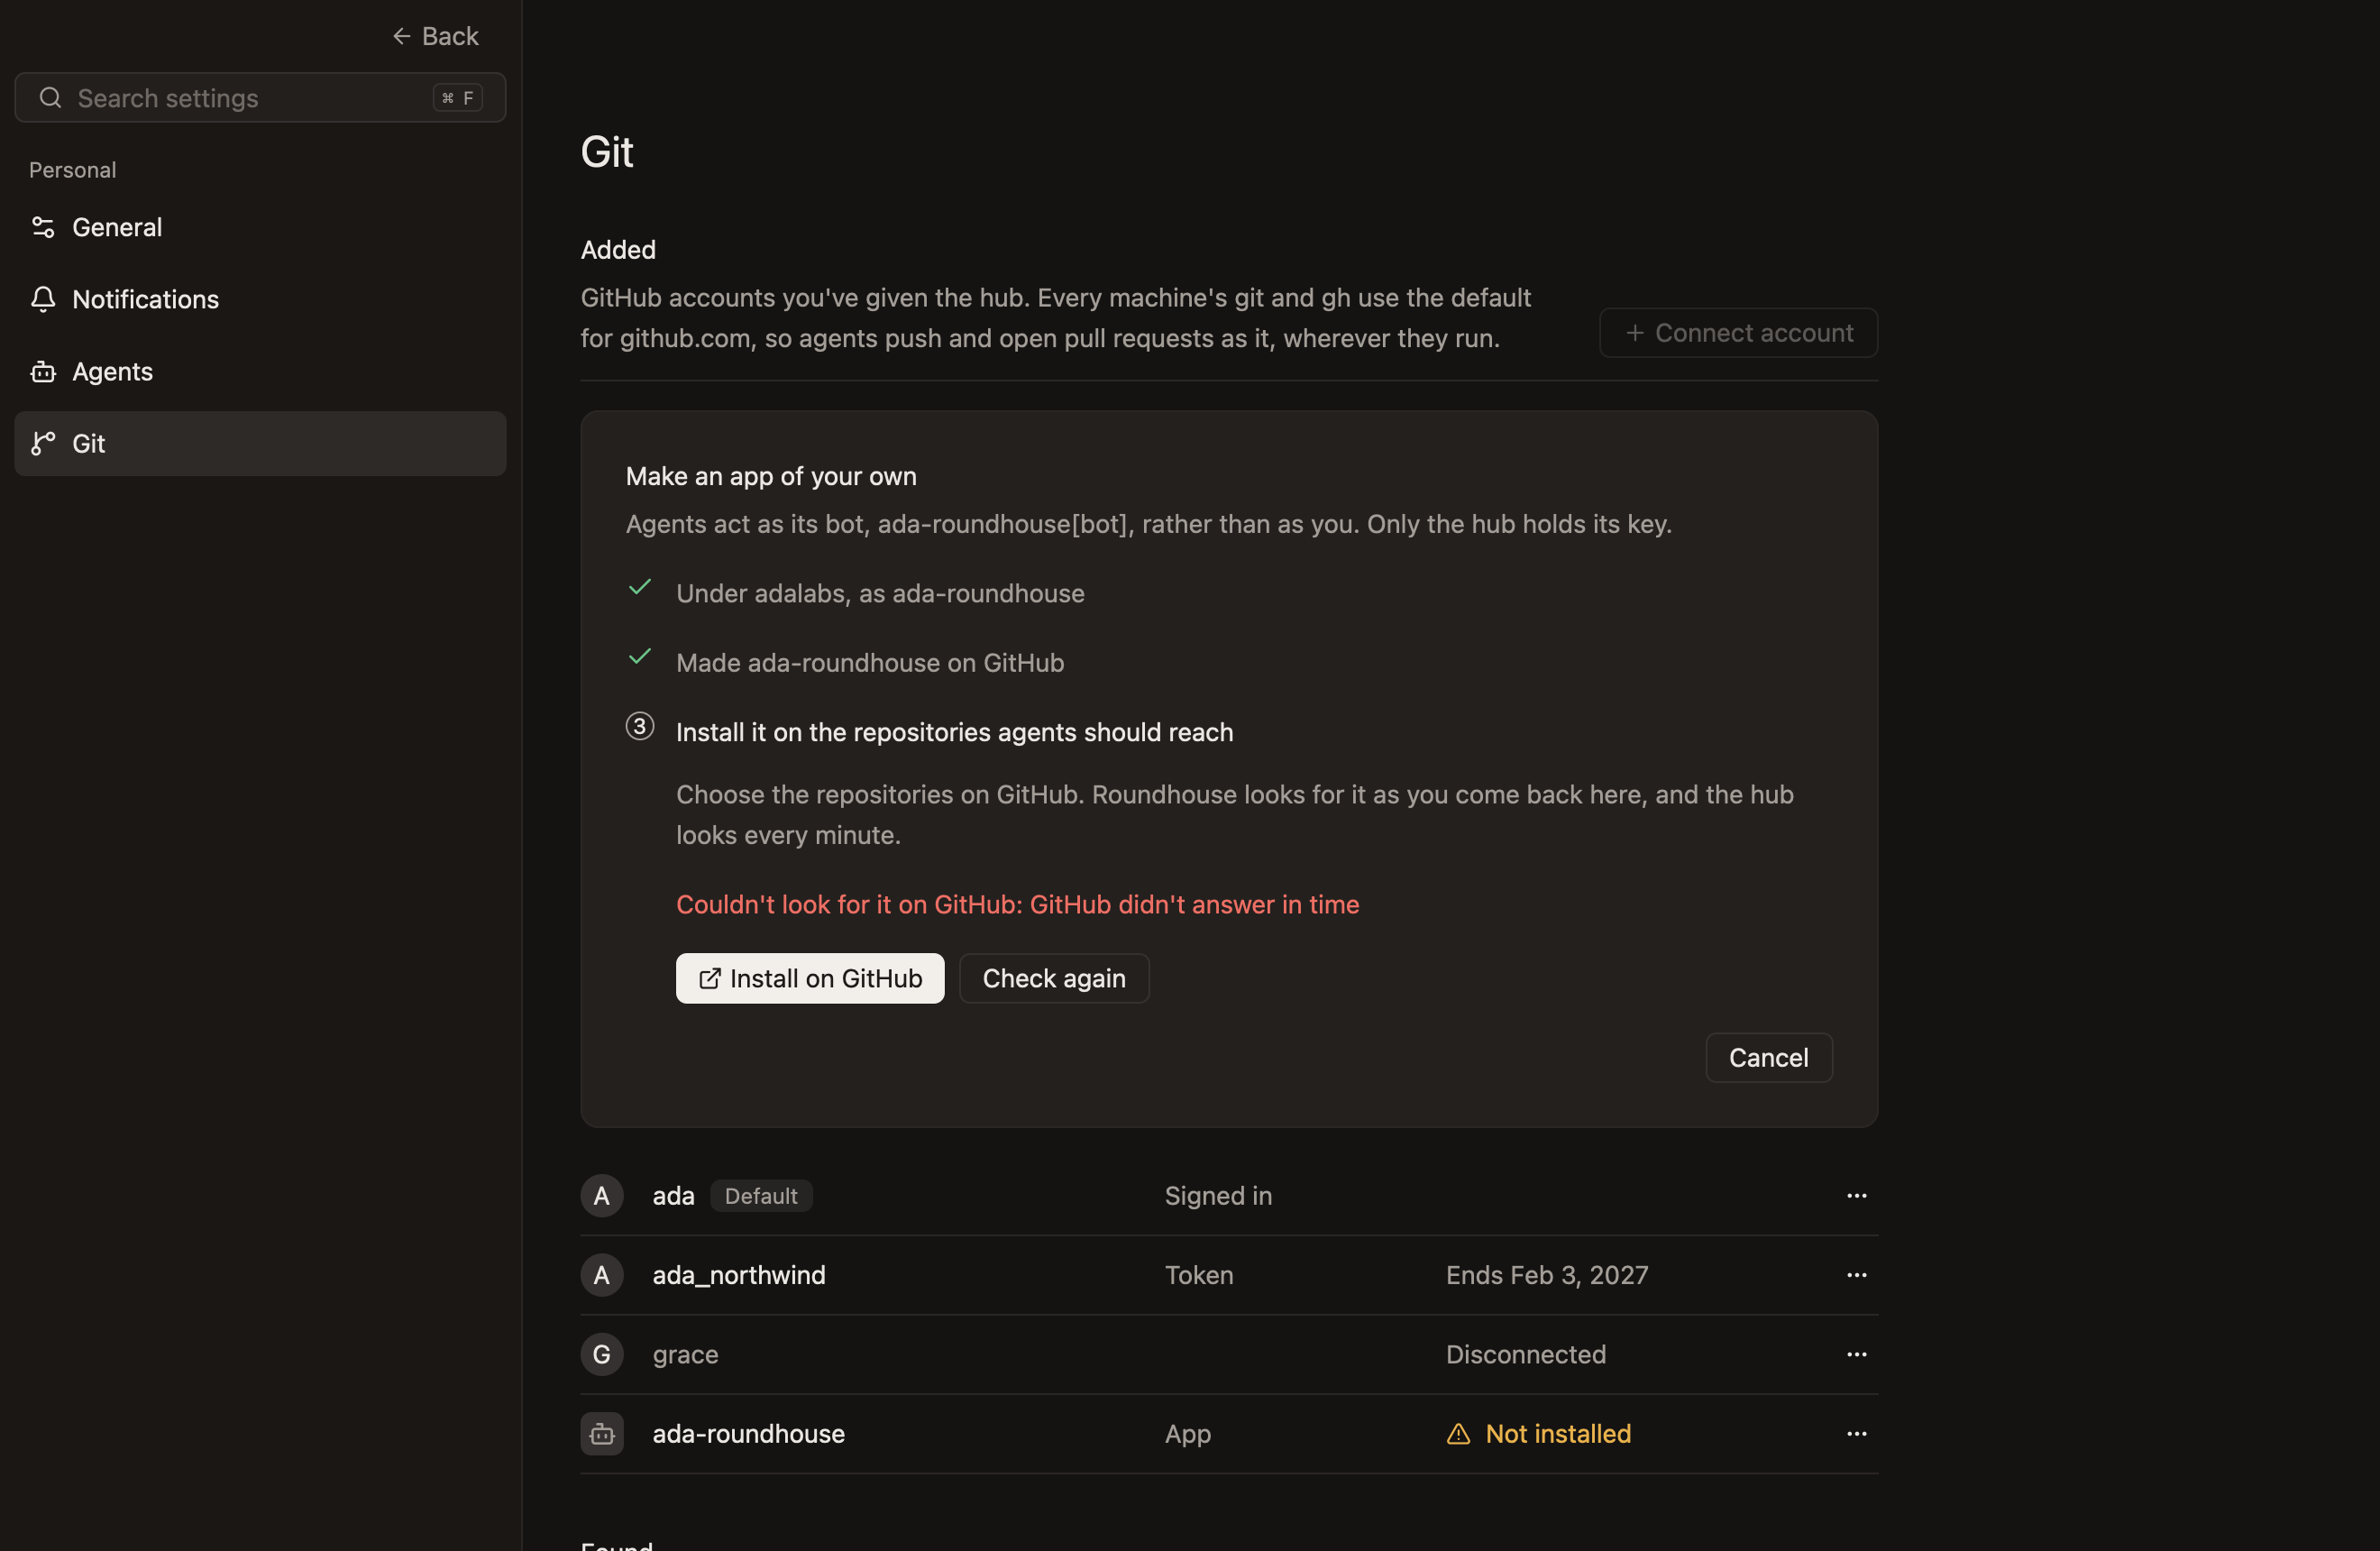 Back
Search settings
⌘ F
Personal
General
Notifications
Agents
Git
Git
Added
GitHub accounts you've given the hub. Every machine's git and gh use the default
for github.com, so agents push and open pull requests as it, wherever they run.
+ Connect account
Make an app of your own
Agents act as its bot, ada-roundhouse[bot], rather than as you. Only the hub holds its key.
Under adalabs, as ada-roundhouse
Made ada-roundhouse on GitHub
3 Install it on the repositories agents should reach
Choose the repositories on GitHub. Roundhouse looks for it as you come back here, and the hub
looks every minute.
Couldn't look for it on GitHub: GitHub didn't answer in time
Install on GitHub
Check again
Cancel
A ada Default Signed in
A ada_northwind Token Ends Feb 3, 2027
G grace Disconnected
ada-roundhouse App Not installed
Found